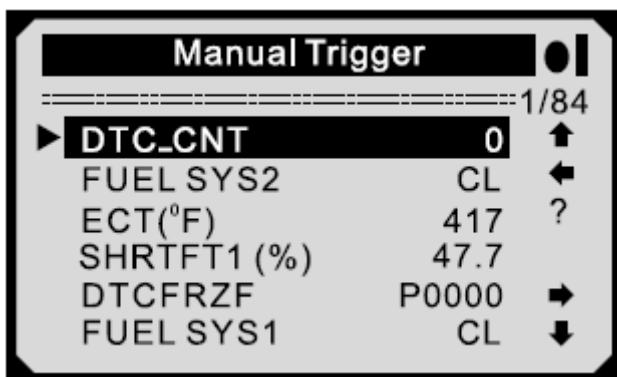 Manual Trigger
1/84
DTC_CNT 0
FUEL SYS2 CL
ECT(°F) 417
?
SHRTFT1 (%) 47.7
DTCFRZF P0000
FUEL SYS1 CL